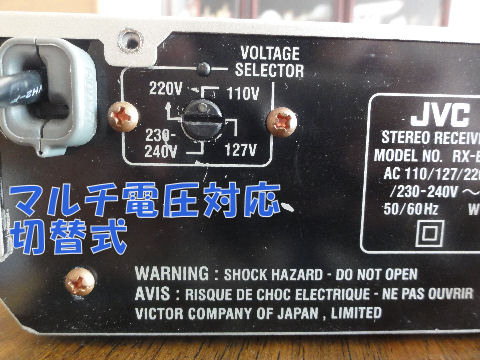 VOLTAGE
SELECTOR
220V 110V
230-
240V 127V
マルチ電圧対応
切替式
JVC
STEREO RECEIVE
MODEL NO. RX-
AC 110/127/22
/230-240V ~
50/60Hz W
WARNING : SHOCK HAZARD - DO NOT OPEN
AVIS : RISQUE DE CHOC ELECTRIQUE - NE PAS OUVRIR
VICTOR COMPANY OF JAPAN , LIMITED